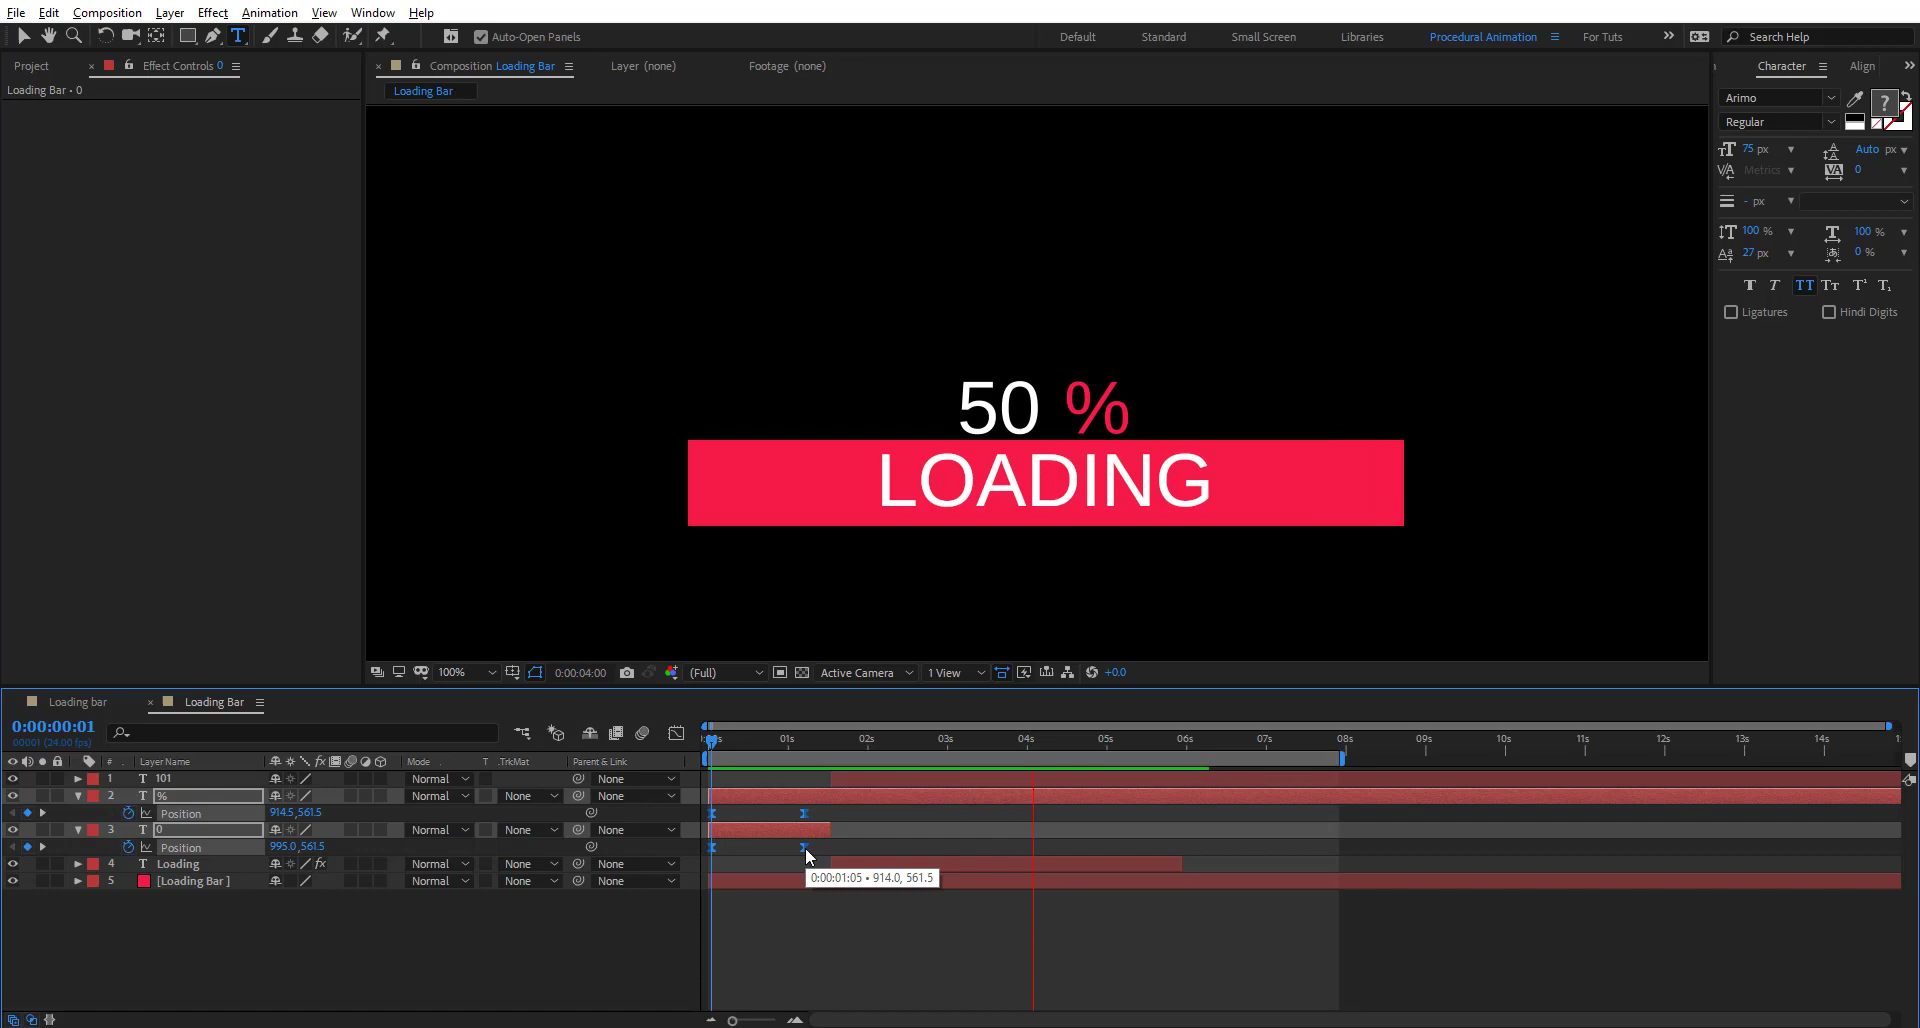 File Edit Composition Layer Effect Animation View Window Help
Auto-Open Panels Default Standard Small Screen Libraries Procedural Animation For Tuts Search Help
Project Effect Controls 0 Composition Loading Bar Layer (none) Footage (none) Character Align
Loading Bar • 0 Loading Bar
Arimo
Regular
75 px Auto px
Metrics 0
- px
100 % 100 %
27 px 0 %
Ligatures Hindi Digits
50 %
LOADING
100% 0:00:04:00 (Full) Active Camera 1 View +0.0
Loading bar Loading Bar
0:00:00:01
00001 (24.00 fps)
01s 02s 03s 04s 05s 06s 07s 08s 09s 10s 11s 12s 13s 14s
# Layer Name Mode T .TrkMat Parent & Link
1 T 101 Normal None
2 T % Normal None None
Position 914.5,561.5
3 T 0 Normal None None
Position 995.0,561.5
4 T Loading Normal None None
0:00:01:05 • 914.0, 561.5
5 [Loading Bar ] Normal None None